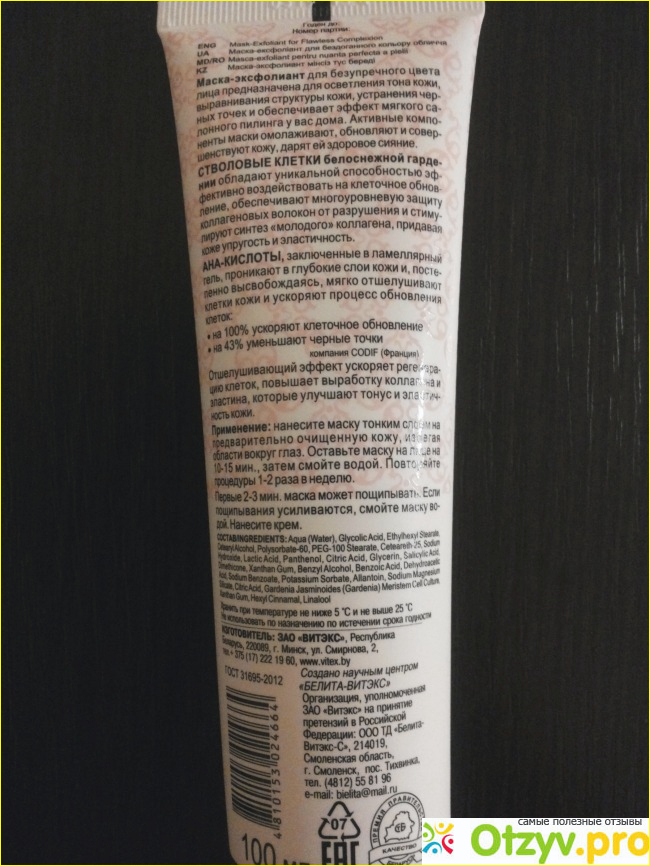 Годен до:
Номер партии:
ENG Mask-Exfoliant for Flawless Complexion
UA Маска-ексфоліант для бездоганного кольору обличчя
MD/RO Masca-exfoliant pentru nuanta perfecta a pielii
KZ Маска-эксфолиант мінсіз түс береді
Маска-эксфолиант для безупречного цвета
лица предназначена для осветления тона кожи,
выравнивания структуры кожи, устранения чер-
ных точек и обеспечивает эффект мягкого са-
лонного пилинга у вас дома. Активные компо-
ненты маски омолаживают, обновляют и совер-
шенствуют кожу, дарят ей здоровое сияние.
СТВОЛОВЫЕ КЛЕТКИ белоснежной гарде-
нии обладают уникальной способностью эф-
фективно воздействовать на клеточное обнов-
ление, обеспечивают многоуровневую защиту
коллагеновых волокон от разрушения и стиму-
лируют синтез «молодого» коллагена, придавая
коже упругость и эластичность.
АНА-КИСЛОТЫ, заключенные в ламеллярный
гель, проникают в глубокие слои кожи и, посте-
пенно высвобождаясь, мягко отшелушивают
клетки кожи и ускоряют процесс обновления
клеток:
• на 100% ускоряют клеточное обновление
• на 43% уменьшают черные точки
компания CODIF (Франция)
Отшелушивающий эффект ускоряет регенера-
цию клеток, повышает выработку коллагена и
эластина, которые улучшают тонус и эластич-
ность кожи.
Применение: нанесите маску тонким слоем на
предварительно очищенную кожу, избегая
области вокруг глаз. Оставьте маску на лице на
10-15 мин., затем смойте водой. Повторяйте
процедуры 1-2 раза в неделю.
Первые 2-3 мин. маска может пощипывать. Если
пощипывания усиливаются, смойте маску во-
дой. Нанесите крем.
СОСТАВ/INGREDIENTS: Aqua (Water), Glycolic Acid, Ethylhexyl Stearate,
Cetearyl Alcohol, Polysorbate-60, PEG-100 Stearate, Ceteareth-25, Sodium
Hydroxide, Lactic Acid, Panthenol, Citric Acid, Glycerin, Salicylic Acid,
Dimethicone, Xanthan Gum, Benzyl Alcohol, Benzoic Acid, Dehydroacetic
Acid, Sodium Benzoate, Potassium Sorbate, Allantoin, Sodium Magnesium
Silicate, Citric Acid, Gardenia Jasminoides (Gardenia) Meristem Cell Culture,
Xanthan Gum, Hexyl Cinnamal, Linalool
Хранить при температуре не ниже 5 °С и не выше 25 °С
Не использовать по назначению по истечении срока годности
ИЗГОТОВИТЕЛЬ: ЗАО «ВИТЭКС», Республика
Беларусь, 220089, г. Минск, ул. Смирнова, 2,
тел. + 375 (17) 222 19 60, www.vitex.by
ГОСТ 31695-2012
Создано научным центром
«БЕЛИТА-ВИТЭКС»
Организация, уполномоченная
ЗАО «Витэкс» на принятие
претензий в Российской
Федерации: ООО ТД «Белита-
Витэкс-С», 214019,
Смоленская область,
г. Смоленск, пос. Тихвинка,
тел. (4812) 55 81 96
e-mail: bielita@mail.ru
4810153024664
07
EAC
ПРЕМИЯ ПРАВИТЕЛЬ
КАЧЕСТВО
100
самые полезные отзывы
Otzyv.pro